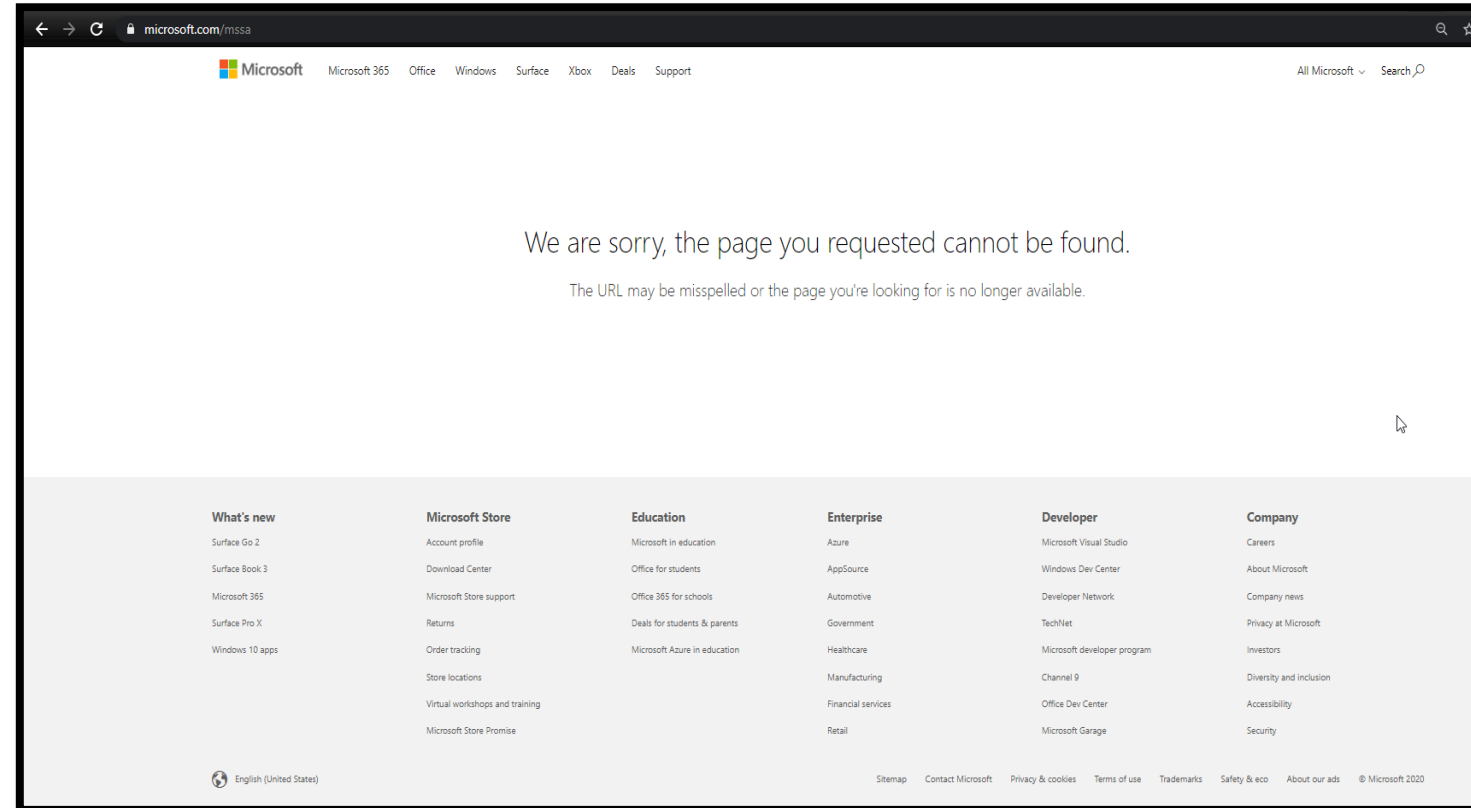 microsoft.com/mssa
Microsoft Microsoft 365 Office Windows Surface Xbox Deals Support All Microsoft Search
We are sorry, the page you requested cannot be found.
The URL may be misspelled or the page you're looking for is no longer available.
What's new
Surface Go 2
Surface Book 3
Microsoft 365
Surface Pro X
Windows 10 apps
Microsoft Store
Account profile
Download Center
Microsoft Store support
Returns
Order tracking
Store locations
Virtual workshops and training
Microsoft Store Promise
Education
Microsoft in education
Office for students
Office 365 for schools
Deals for students & parents
Microsoft Azure in education
Enterprise
Azure
AppSource
Automotive
Government
Healthcare
Manufacturing
Financial services
Retail
Developer
Microsoft Visual Studio
Windows Dev Center
Developer Network
TechNet
Microsoft developer program
Channel 9
Office Dev Center
Microsoft Garage
Company
Careers
About Microsoft
Company news
Privacy at Microsoft
Investors
Diversity and inclusion
Accessibility
Security
English (United States) Sitemap Contact Microsoft Privacy & cookies Terms of use Trademarks Safety & eco About our ads © Microsoft 2020